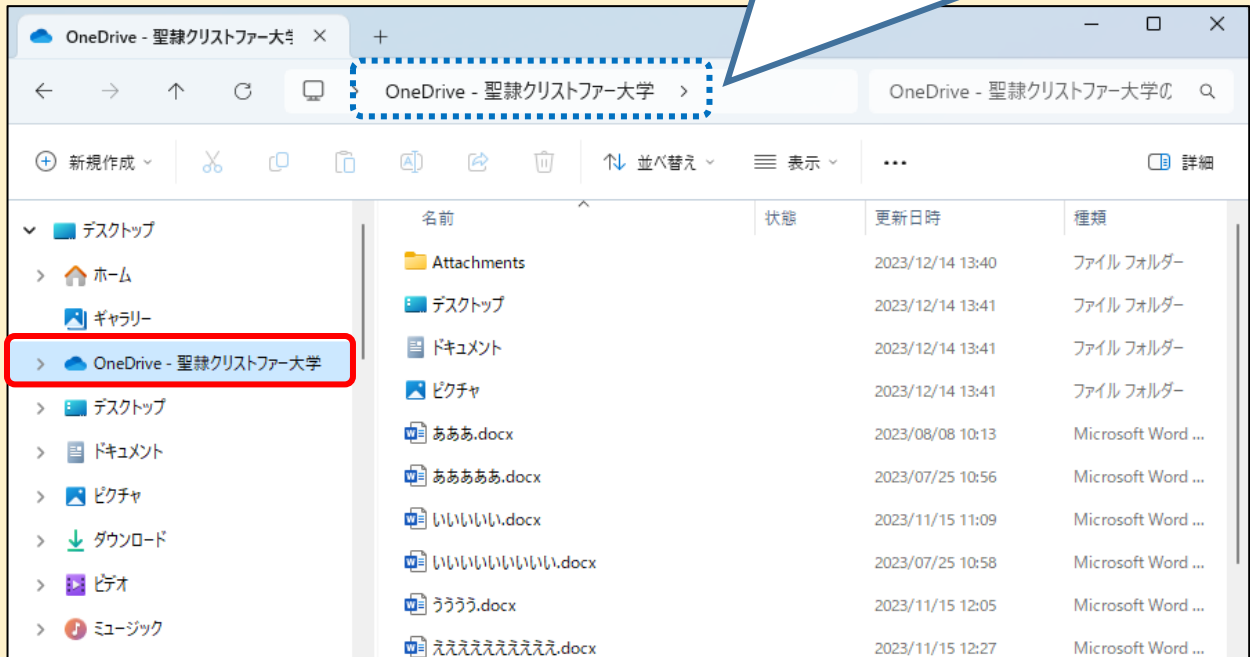 OneDrive - 聖隷クリストファー大学
OneDrive - 聖隷クリストファー大学 OneDrive - 聖隷クリストファー大学の
新規作成 並べ替え 表示 詳細
名前 状態 更新日時 種類
デスクトップ
ホーム
ギャラリー
OneDrive - 聖隷クリストファー大学
デスクトップ
ドキュメント
ピクチャ
ダウンロード
ビデオ
ミュージック
Attachments 2023/12/14 13:40 ファイル フォルダー
デスクトップ 2023/12/14 13:41 ファイル フォルダー
ドキュメント 2023/12/14 13:41 ファイル フォルダー
ピクチャ 2023/12/14 13:41 ファイル フォルダー
あああ.docx 2023/08/08 10:13 Microsoft Word ...
あああああ.docx 2023/07/25 10:56 Microsoft Word ...
いいいいい.docx 2023/11/15 11:09 Microsoft Word ...
いいいいいいいいい.docx 2023/07/25 10:58 Microsoft Word ...
うううう.docx 2023/11/15 12:05 Microsoft Word ...
ええええええええええ.docx 2023/11/15 12:27 Microsoft Word ...